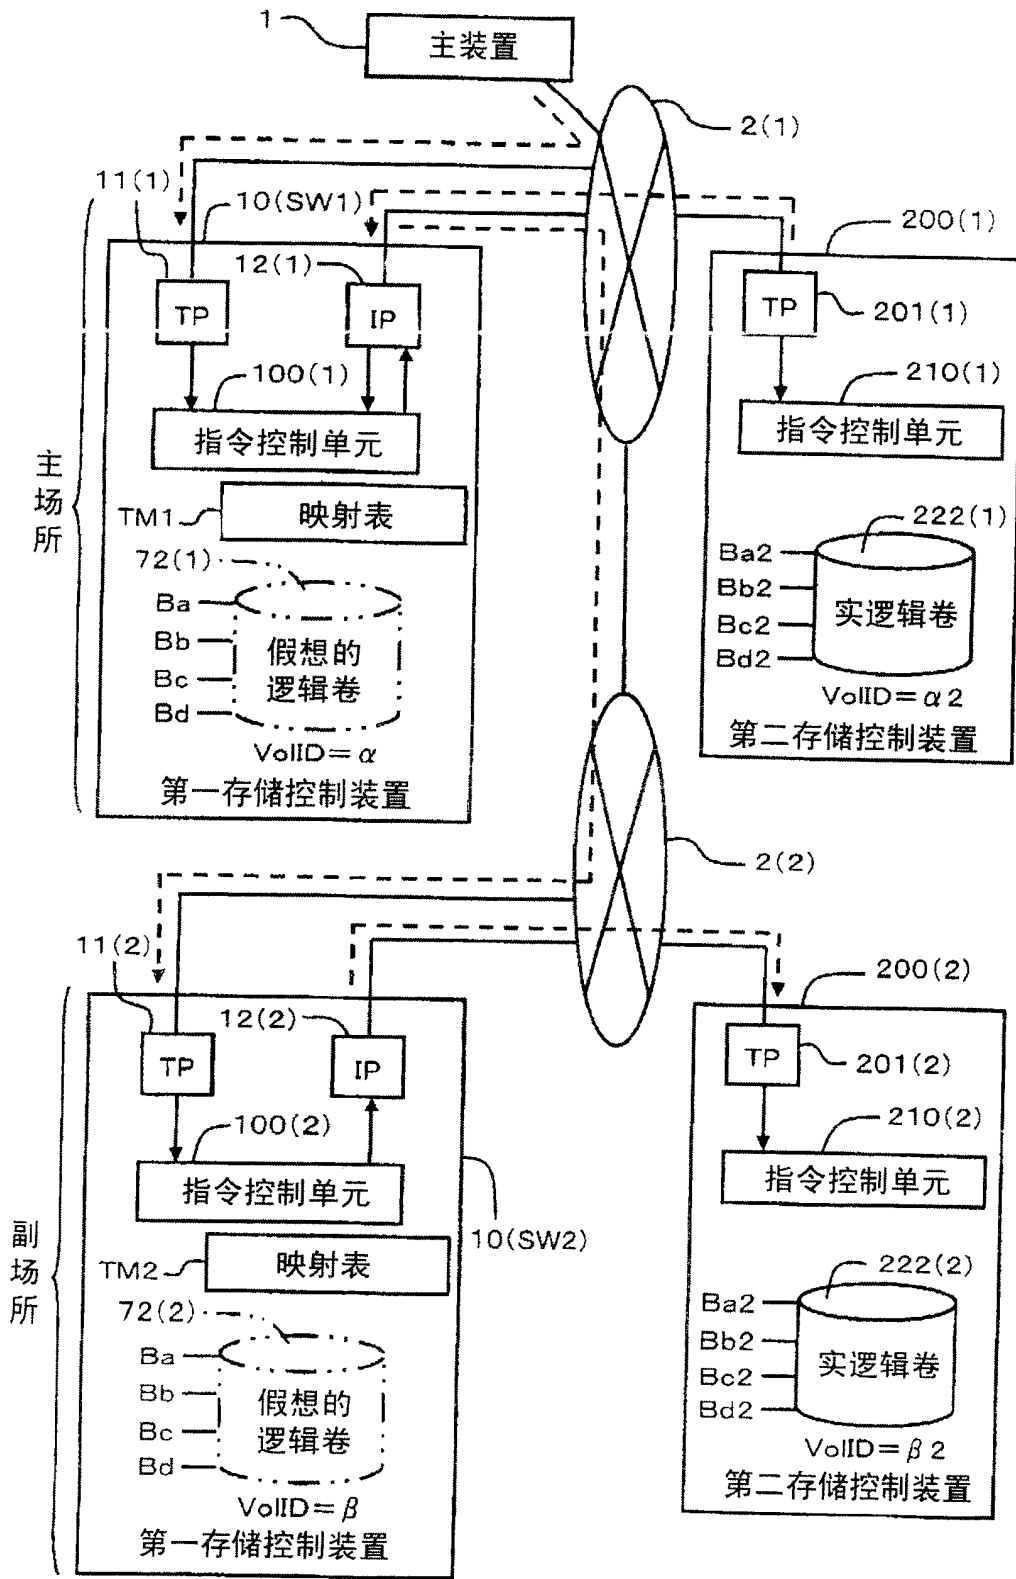 1
主装置
2(1)
11(1)
10(SW1)
200(1)
12(1)
TP
IP
TP
201(1)
100(1)
210(1)
指令控制单元
指令控制单元
主场所
TM1
映射表
72(1)
222(1)
Ba
Bb
Bc
Bd
假想的
逻辑卷
Ba2
Bb2
Bc2
Bd2
实逻辑卷
VolID=α
VolID=α2
第一存储控制装置
第二存储控制装置
2(2)
11(2)
12(2)
200(2)
TP
IP
TP
201(2)
100(2)
210(2)
指令控制单元
指令控制单元
10(SW2)
副场所
TM2
映射表
72(2)
222(2)
Ba
Bb
Bc
Bd
假想的
逻辑卷
Ba2
Bb2
Bc2
Bd2
实逻辑卷
VolID=β
VolID=β2
第一存储控制装置
第二存储控制装置